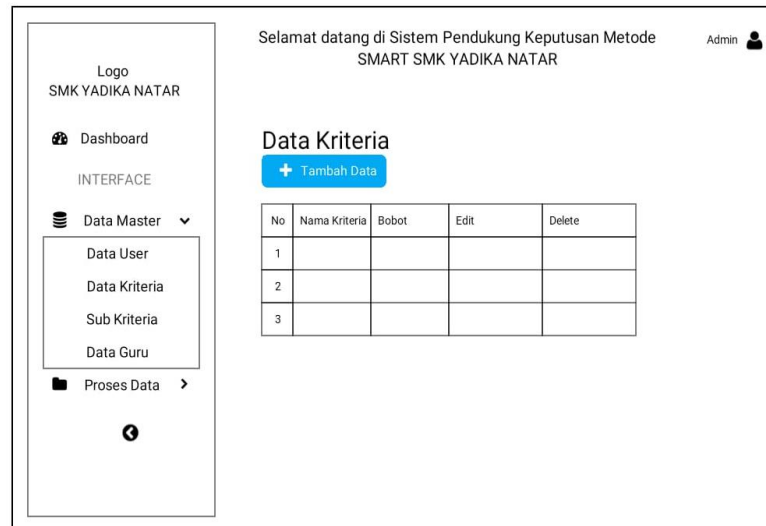 Logo
SMK YADIKA NATAR
Dashboard
INTERFACE
Data Master
Data User
Data Kriteria
Sub Kriteria
Data Guru
Proses Data
Selamat datang di Sistem Pendukung Keputusan Metode
SMART SMK YADIKA NATAR
Admin
Data Kriteria
Tambah Data
No Nama Kriteria Bobot Edit Delete
1
2
3